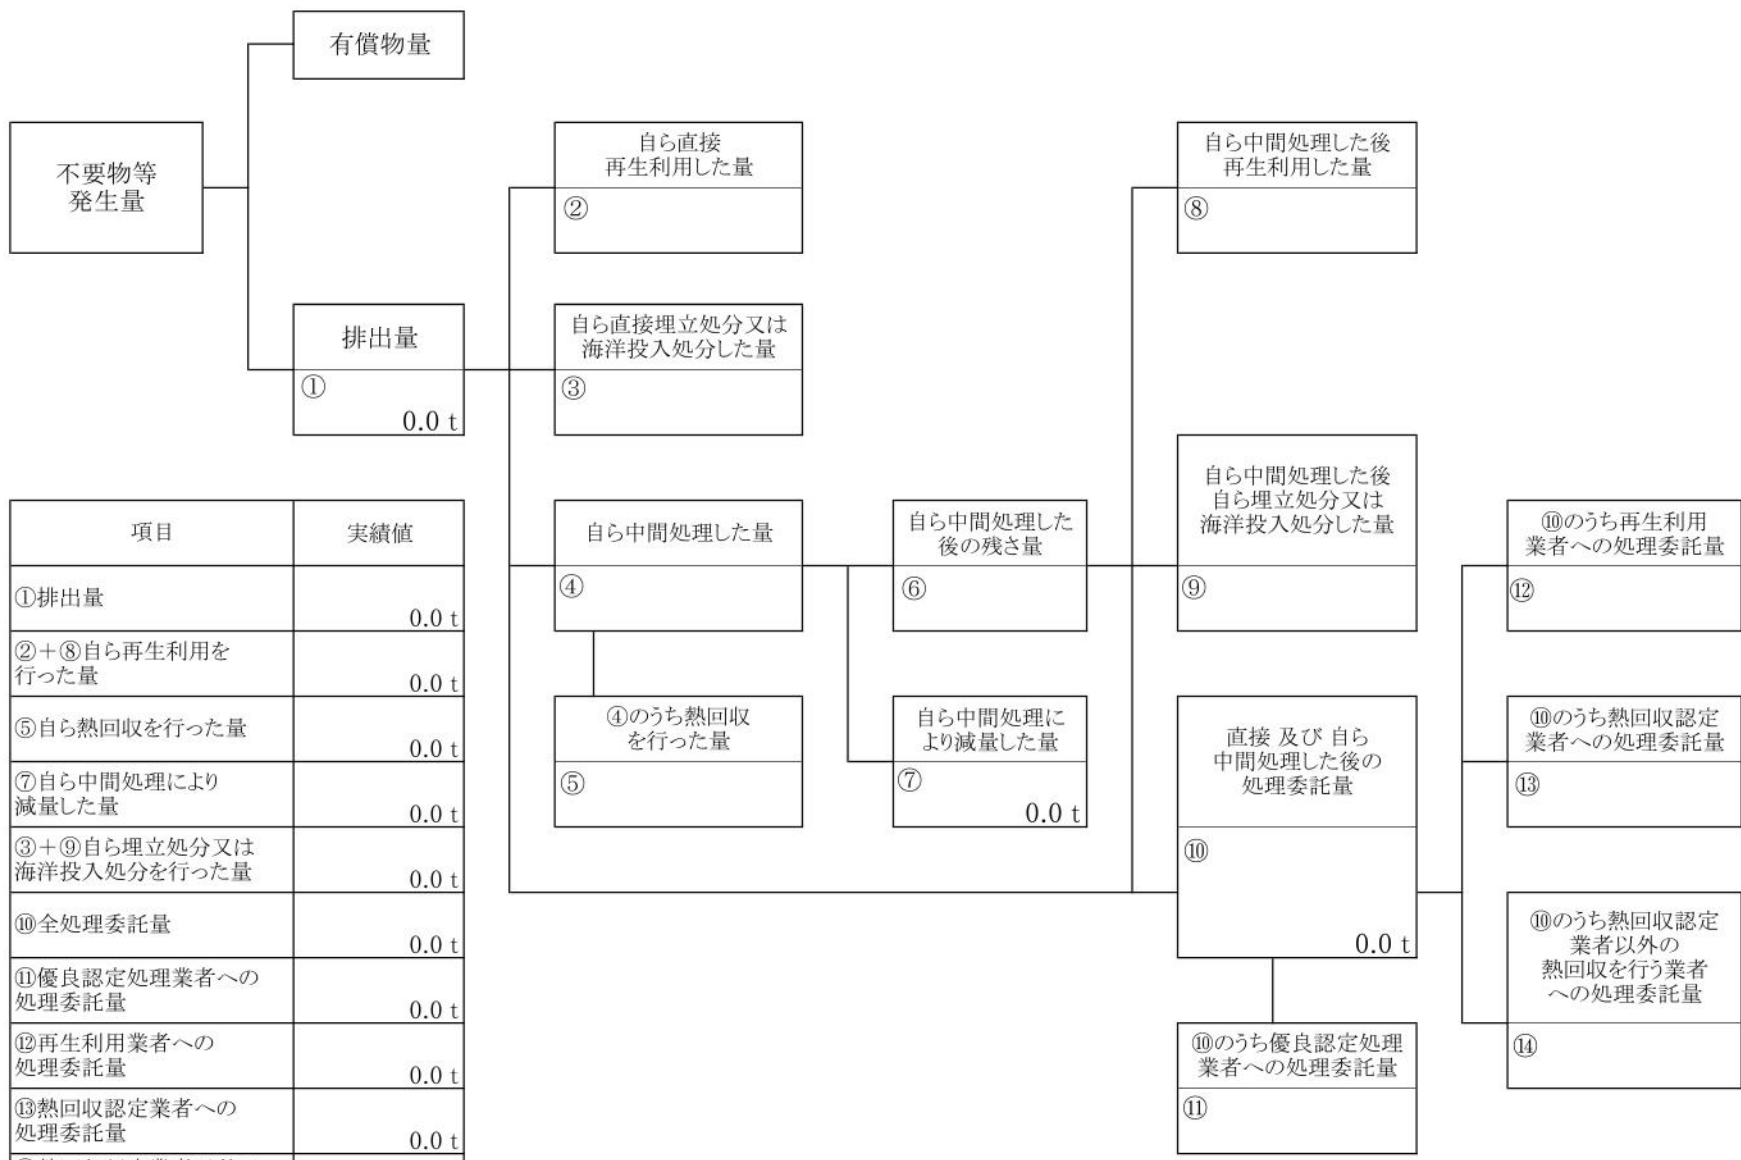 有償物量
不要物等
発生量
自ら直接
再生利用した量
②
自ら中間処理した後
再生利用した量
⑧
排出量
①
0.0 t
自ら直接埋立処分又は
海洋投入処分した量
③
自ら中間処理した量
④
自ら中間処理した
後の残さ量
⑥
自ら中間処理した後
自ら埋立処分又は
海洋投入処分した量
⑨
⑩のうち再生利用
業者への処理委託量
⑫
④のうち熱回収
を行った量
⑤
自ら中間処理に
より減量した量
⑦
0.0 t
直接 及び 自ら
中間処理した後の
処理委託量
⑩
0.0 t
⑩のうち熱回収認定
業者への処理委託量
⑬
⑩のうち熱回収認定
業者以外の
熱回収を行う業者
への処理委託量
⑭
⑩のうち優良認定処理
業者への処理委託量
⑪
項目 実績値
①排出量
0.0 t
②+⑧自ら再生利用を
行った量
0.0 t
⑤自ら熱回収を行った量
0.0 t
⑦自ら中間処理により
減量した量
0.0 t
③+⑨自ら埋立処分又は
海洋投入処分を行った量
0.0 t
⑩全処理委託量
0.0 t
⑪優良認定処理業者への
処理委託量
0.0 t
⑫再生利用業者への
処理委託量
0.0 t
⑬熱回収認定業者への
処理委託量
0.0 t